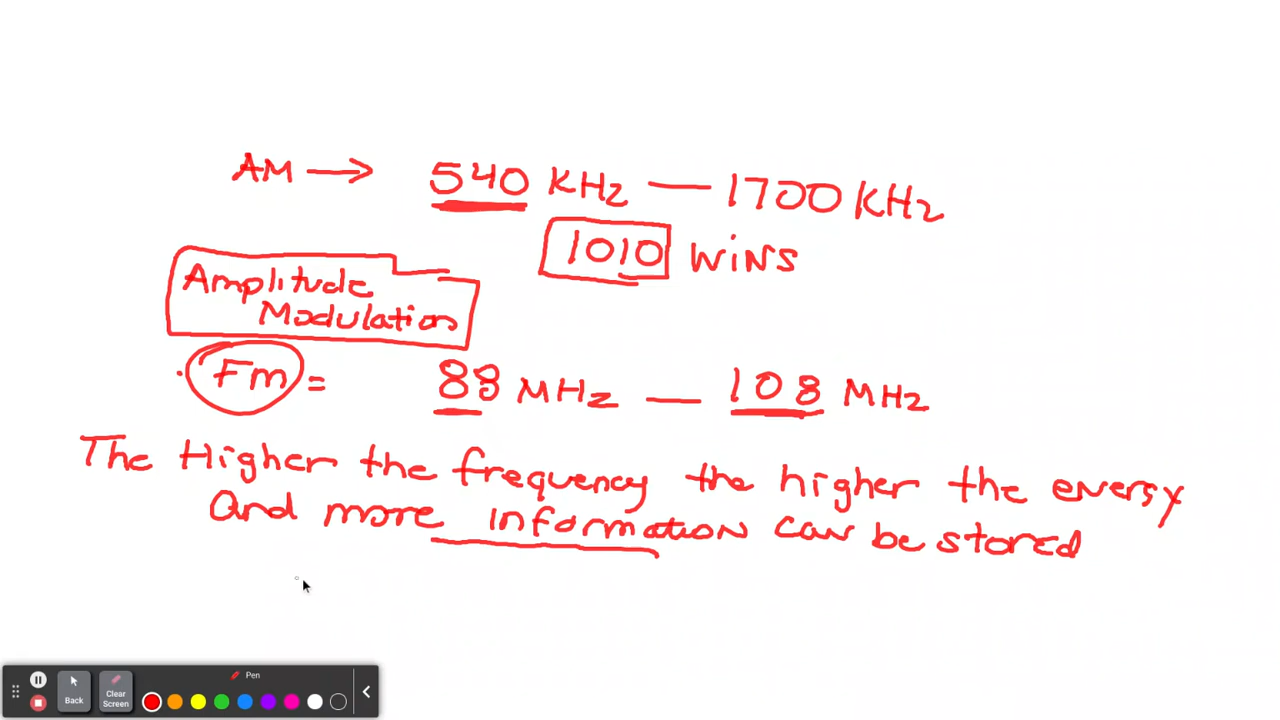 AM → 540 KHz — 1700 KHz
1010 WINS
Amplitude
Modulation
. Fm = 88 MHz — 108 MHz
The Higher the frequency the higher the energy
And more information can be stored
Pen
Back
Clear
Screen